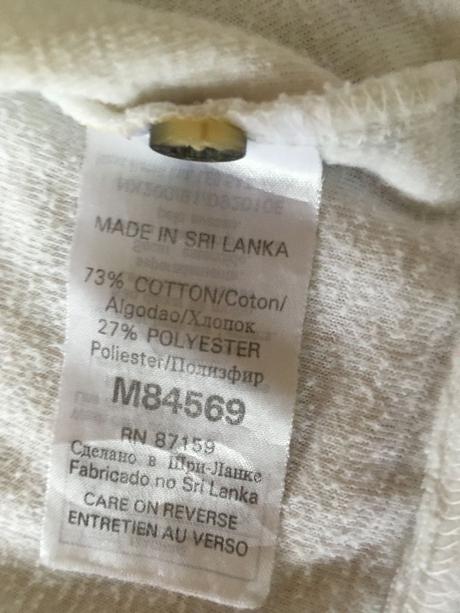 MADE IN SRI LANKA
73% COTTON/Coton/
Algodao/Хлопок
27% POLYESTER
Poliester/Полиэфир
M84569
RN 87159
Сделано в Шри-Ланке
Fabricado no Sri Lanka
CARE ON REVERSE
ENTRETIEN AU VERSO